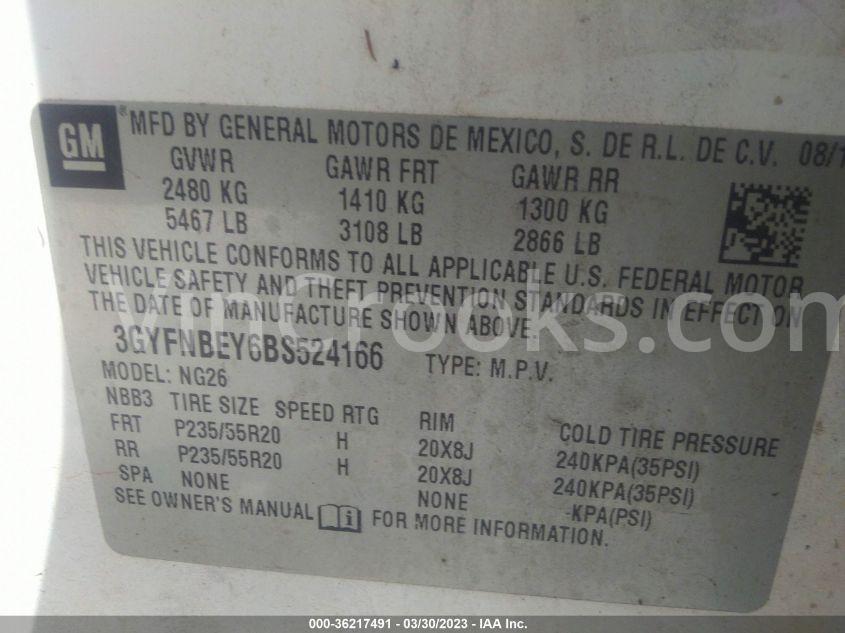 GM
® MFD BY GENERAL MOTORS DE MEXICO, S. DE R.L. DE C.V. 08/1
GVWR GAWR FRT GAWR RR
2480 KG 1410 KG 1300 KG
5467 LB 3108 LB 2866 LB
THIS VEHICLE CONFORMS TO ALL APPLICABLE U.S. FEDERAL MOTOR
VEHICLE SAFETY AND THEFT PREVENTION STANDARDS IN EFFECT ON
THE DATE OF MANUFACTURE SHOWN ABOVE.
vinCrooks.com
3GYFNBEY6BS524166 TYPE: M.P.V.
MODEL: NG26
NBB3 TIRE SIZE SPEED RTG RIM COLD TIRE PRESSURE
FRT P235/55R20 H 20X8J 240KPA(35PSI)
RR P235/55R20 H 20X8J 240KPA(35PSI)
SPA NONE NONE -KPA(PSI)
SEE OWNER'S MANUAL i FOR MORE INFORMATION.
000-36217491 - 03/30/2023 - IAA Inc.